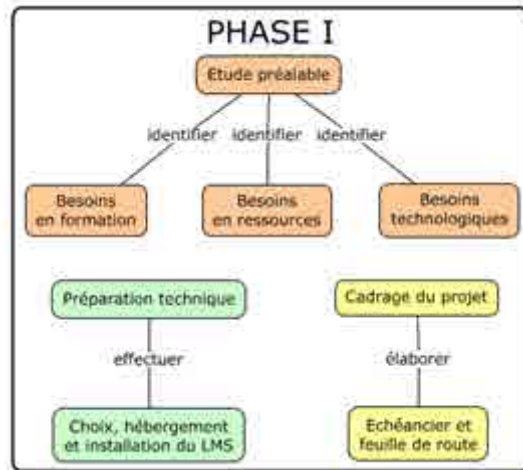 PHASE I
Etude préalable
identifier
identifier
identifier
Besoins
en formation
Besoins
en ressources
Besoins
technologiques
Préparation technique
Cadrage du projet
effectuer
élaborer
Choix, hébergement
et installation du LMS
Echéancier et
feuille de route